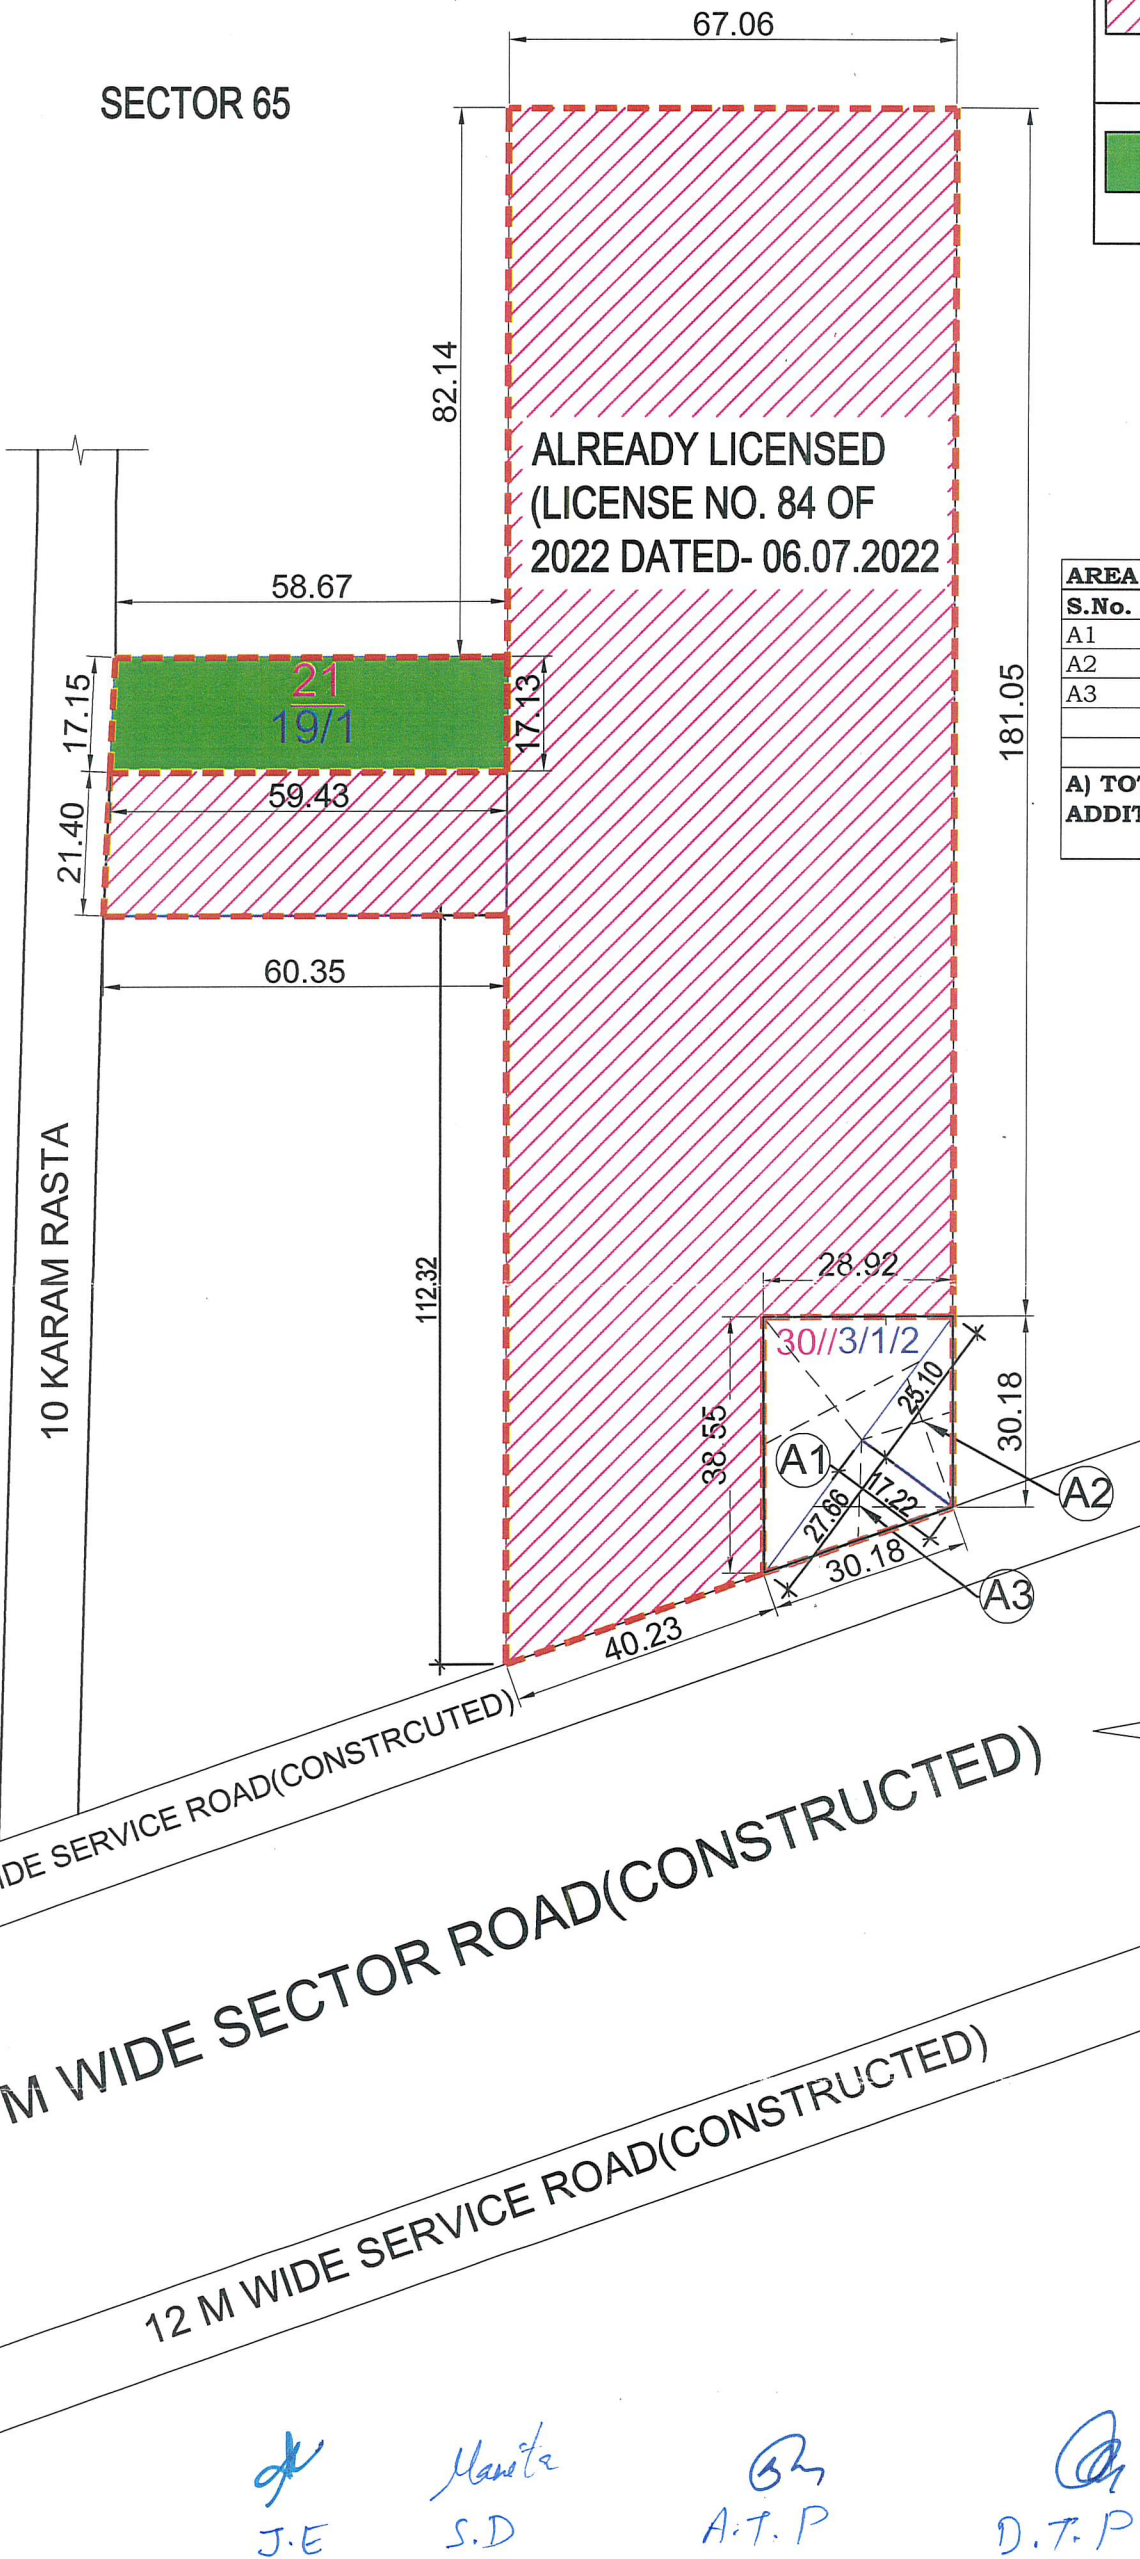 67.06
SECTOR 65
82.14
ALREADY LICENSED
(LICENSE NO. 84 OF
2022 DATED- 06.07.2022
58.67
AREA
S.No.
A1
A2
A3
21
19/1
17.15
17.13
181.05
59.43
21.40
A) TOT
ADDIT
60.35
10 KARAM RASTA
112.32
28.92
30//3/1/2
38.55
25.10
30.18
A1
A2
27.66
17.22
30.18
A3
40.23
IDE SERVICE ROAD(CONSTRCUTED)
M WIDE SECTOR ROAD(CONSTRUCTED)
12 M WIDE SERVICE ROAD(CONSTRUCTED)
Maneta
J.E
S.D
A.T.P
D.T.P